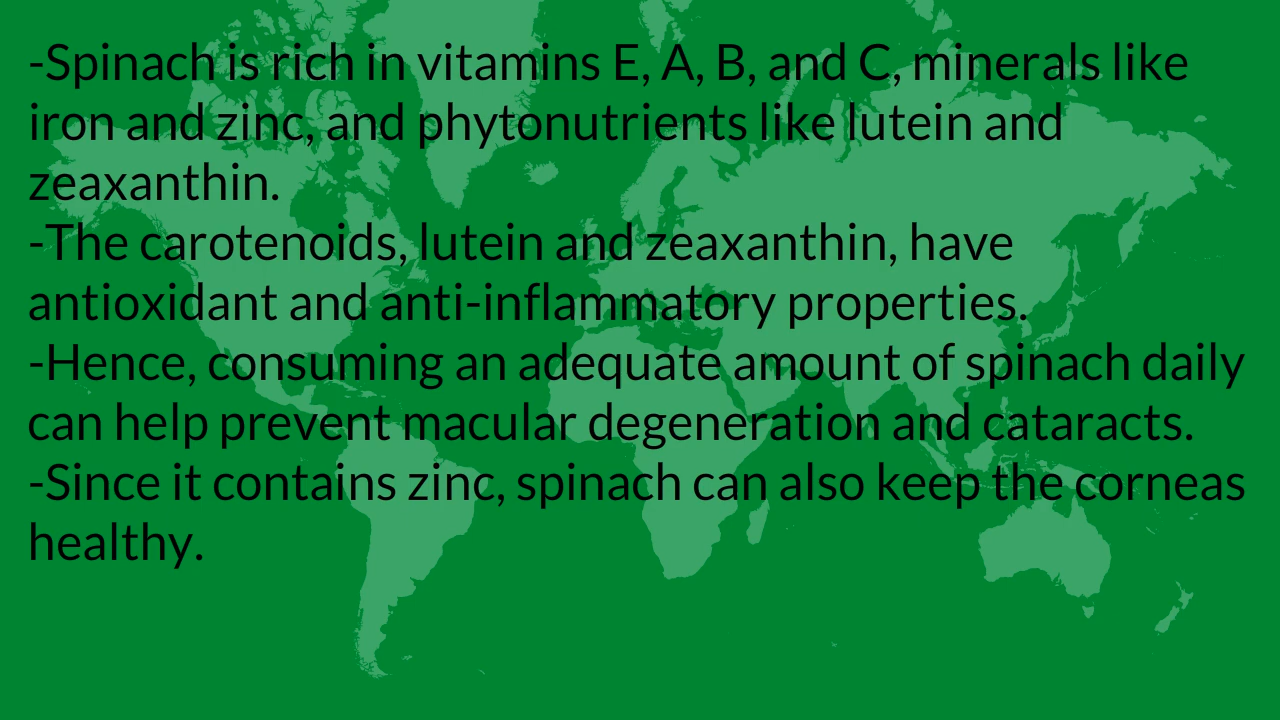 -Spinach is rich in vitamins E, A, B, and C, minerals like
iron and zinc, and phytonutrients like lutein and
zeaxanthin.
-The carotenoids, lutein and zeaxanthin, have
antioxidant and anti-inflammatory properties.
-Hence, consuming an adequate amount of spinach daily
can help prevent macular degeneration and cataracts.
-Since it contains zinc, spinach can also keep the corneas
healthy.